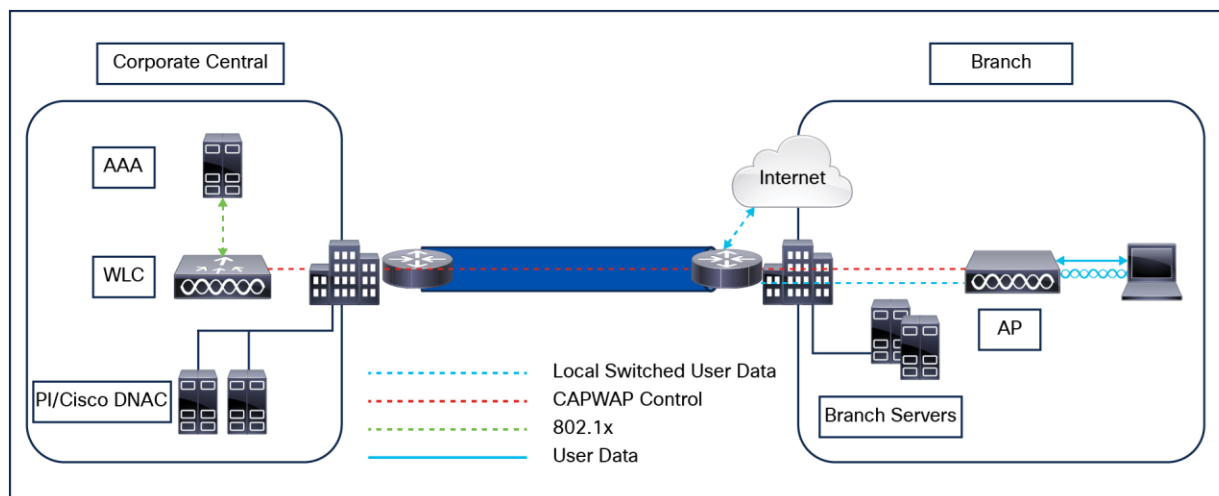 Corporate Central
Branch
AAA
Internet
WLC
AP
PI/Cisco DNAC
Branch Servers
Local Switched User Data
CAPWAP Control
802.1x
User Data